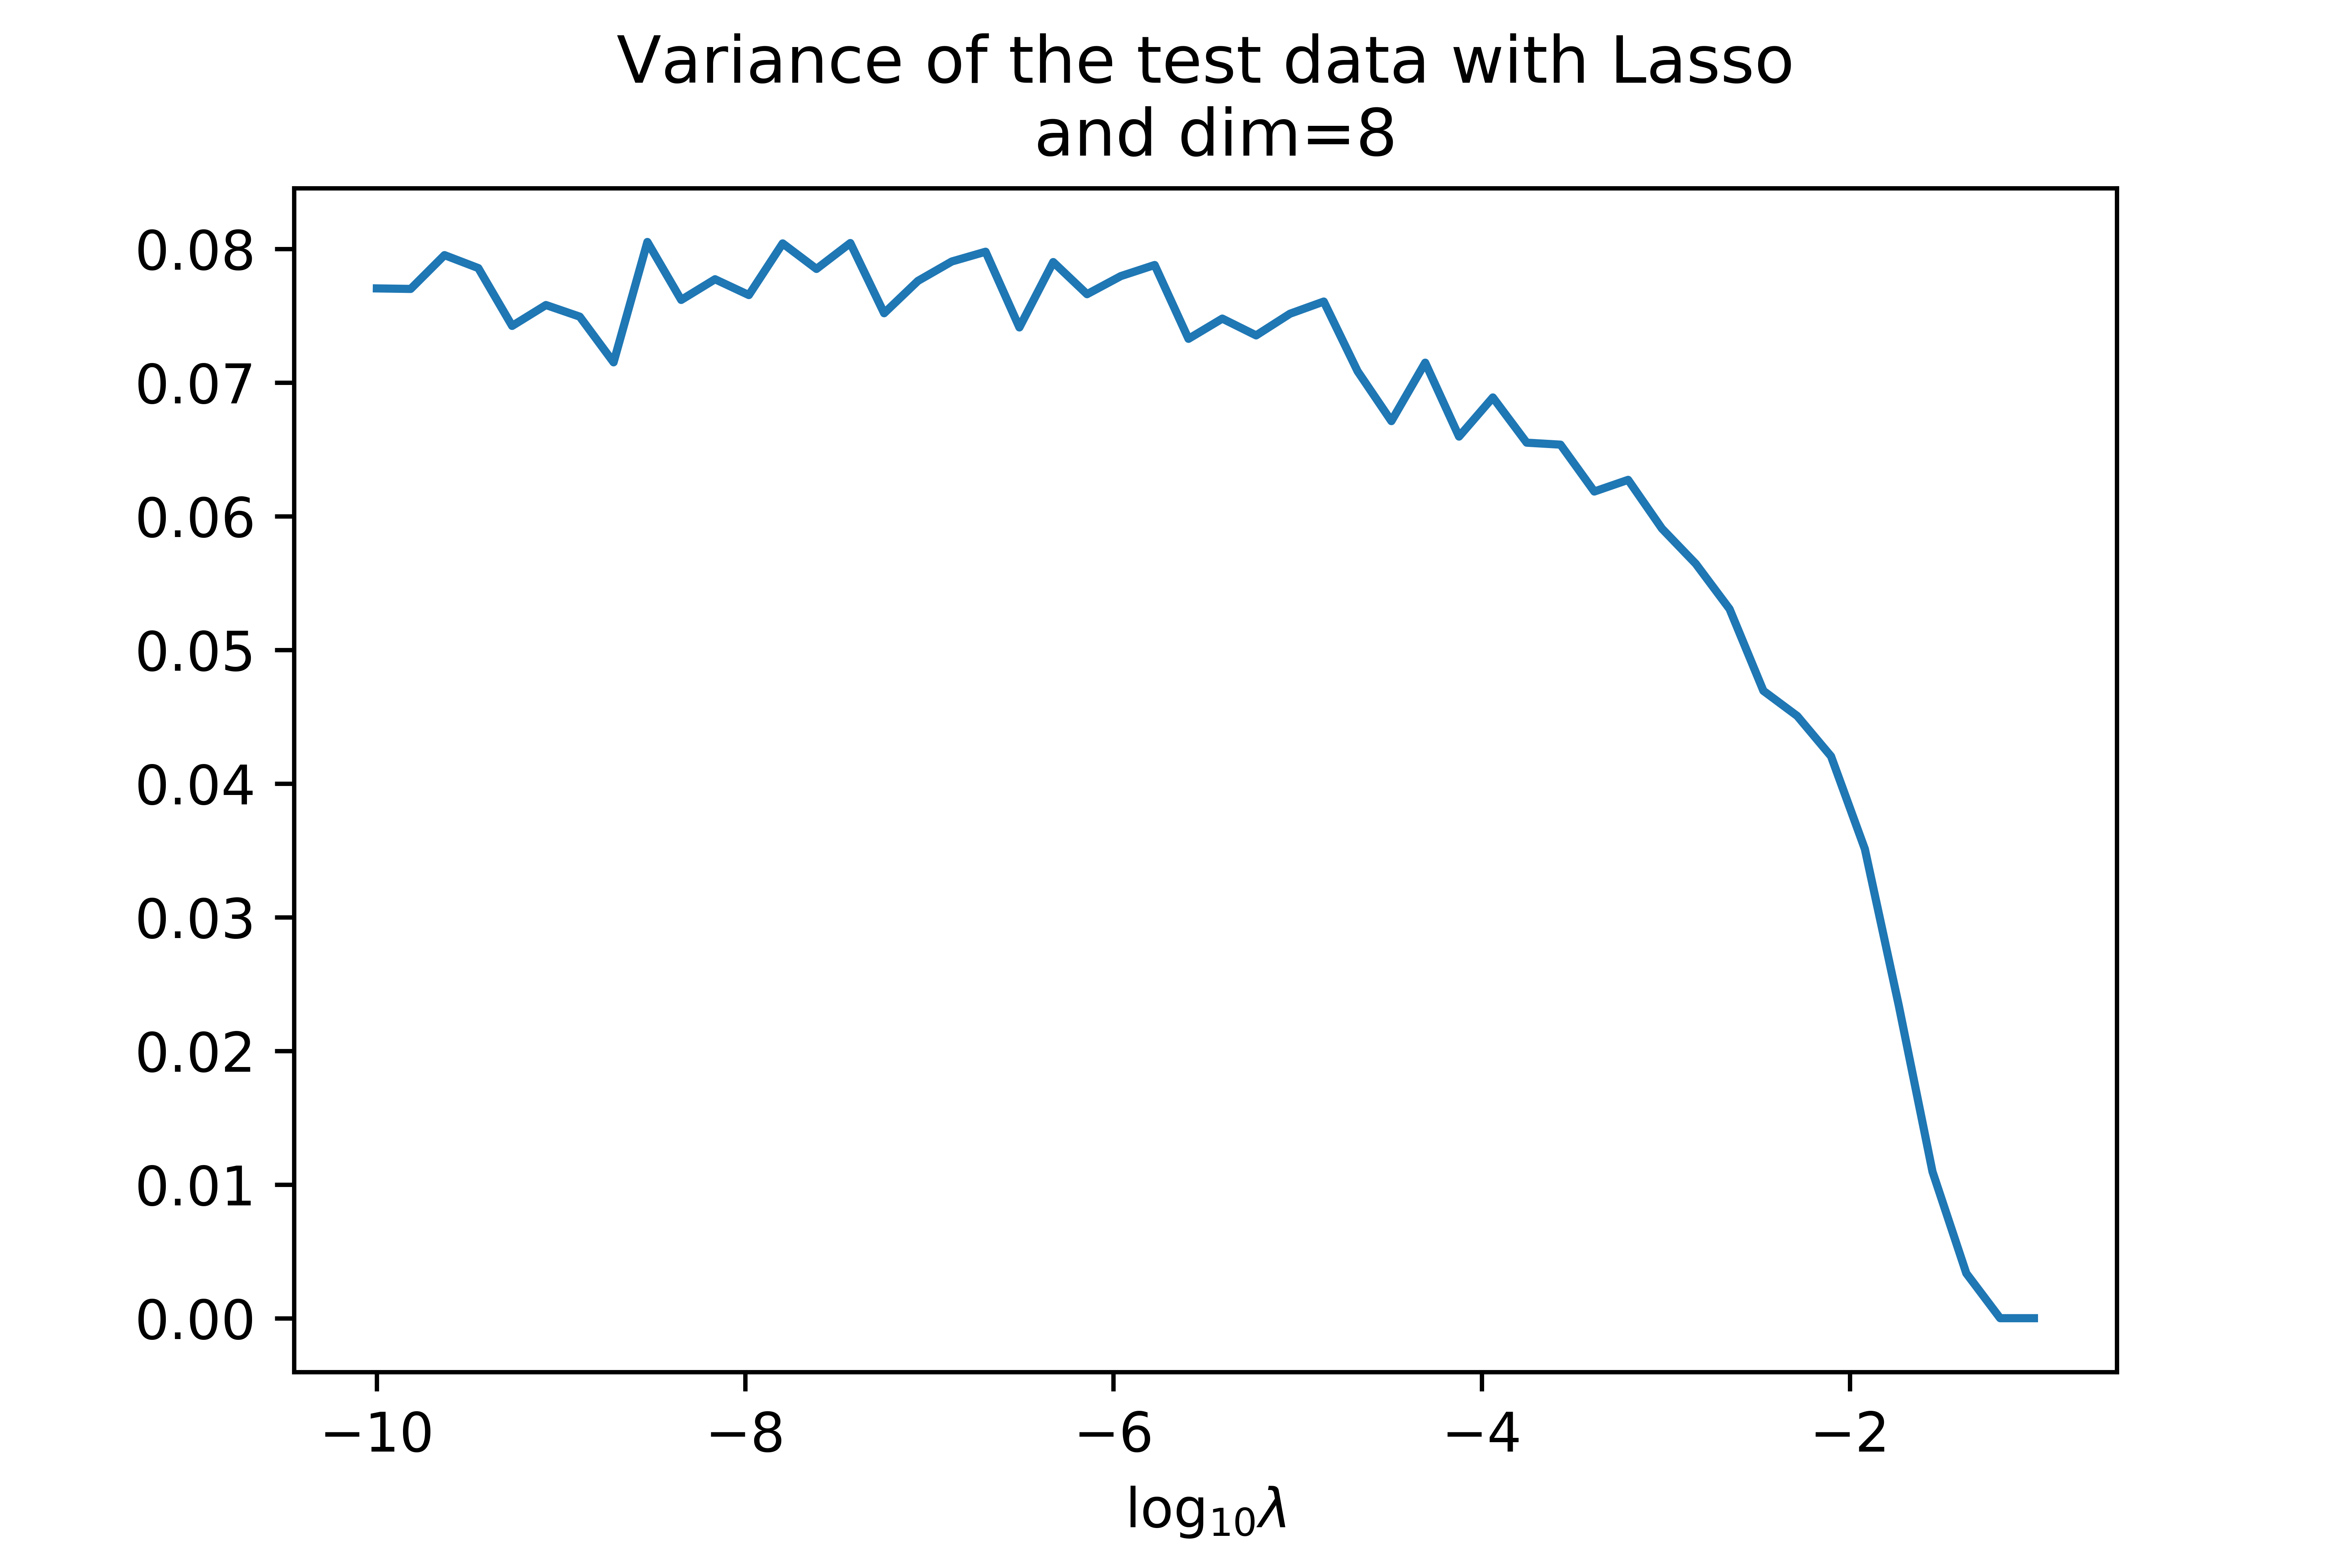 Variance of the test data with Lasso
and dim=8
0.08
0.07
0.06
0.05
0.04
0.03
0.02
0.01
0.00
−10 −8 −6 −4 −2
log₁₀λ